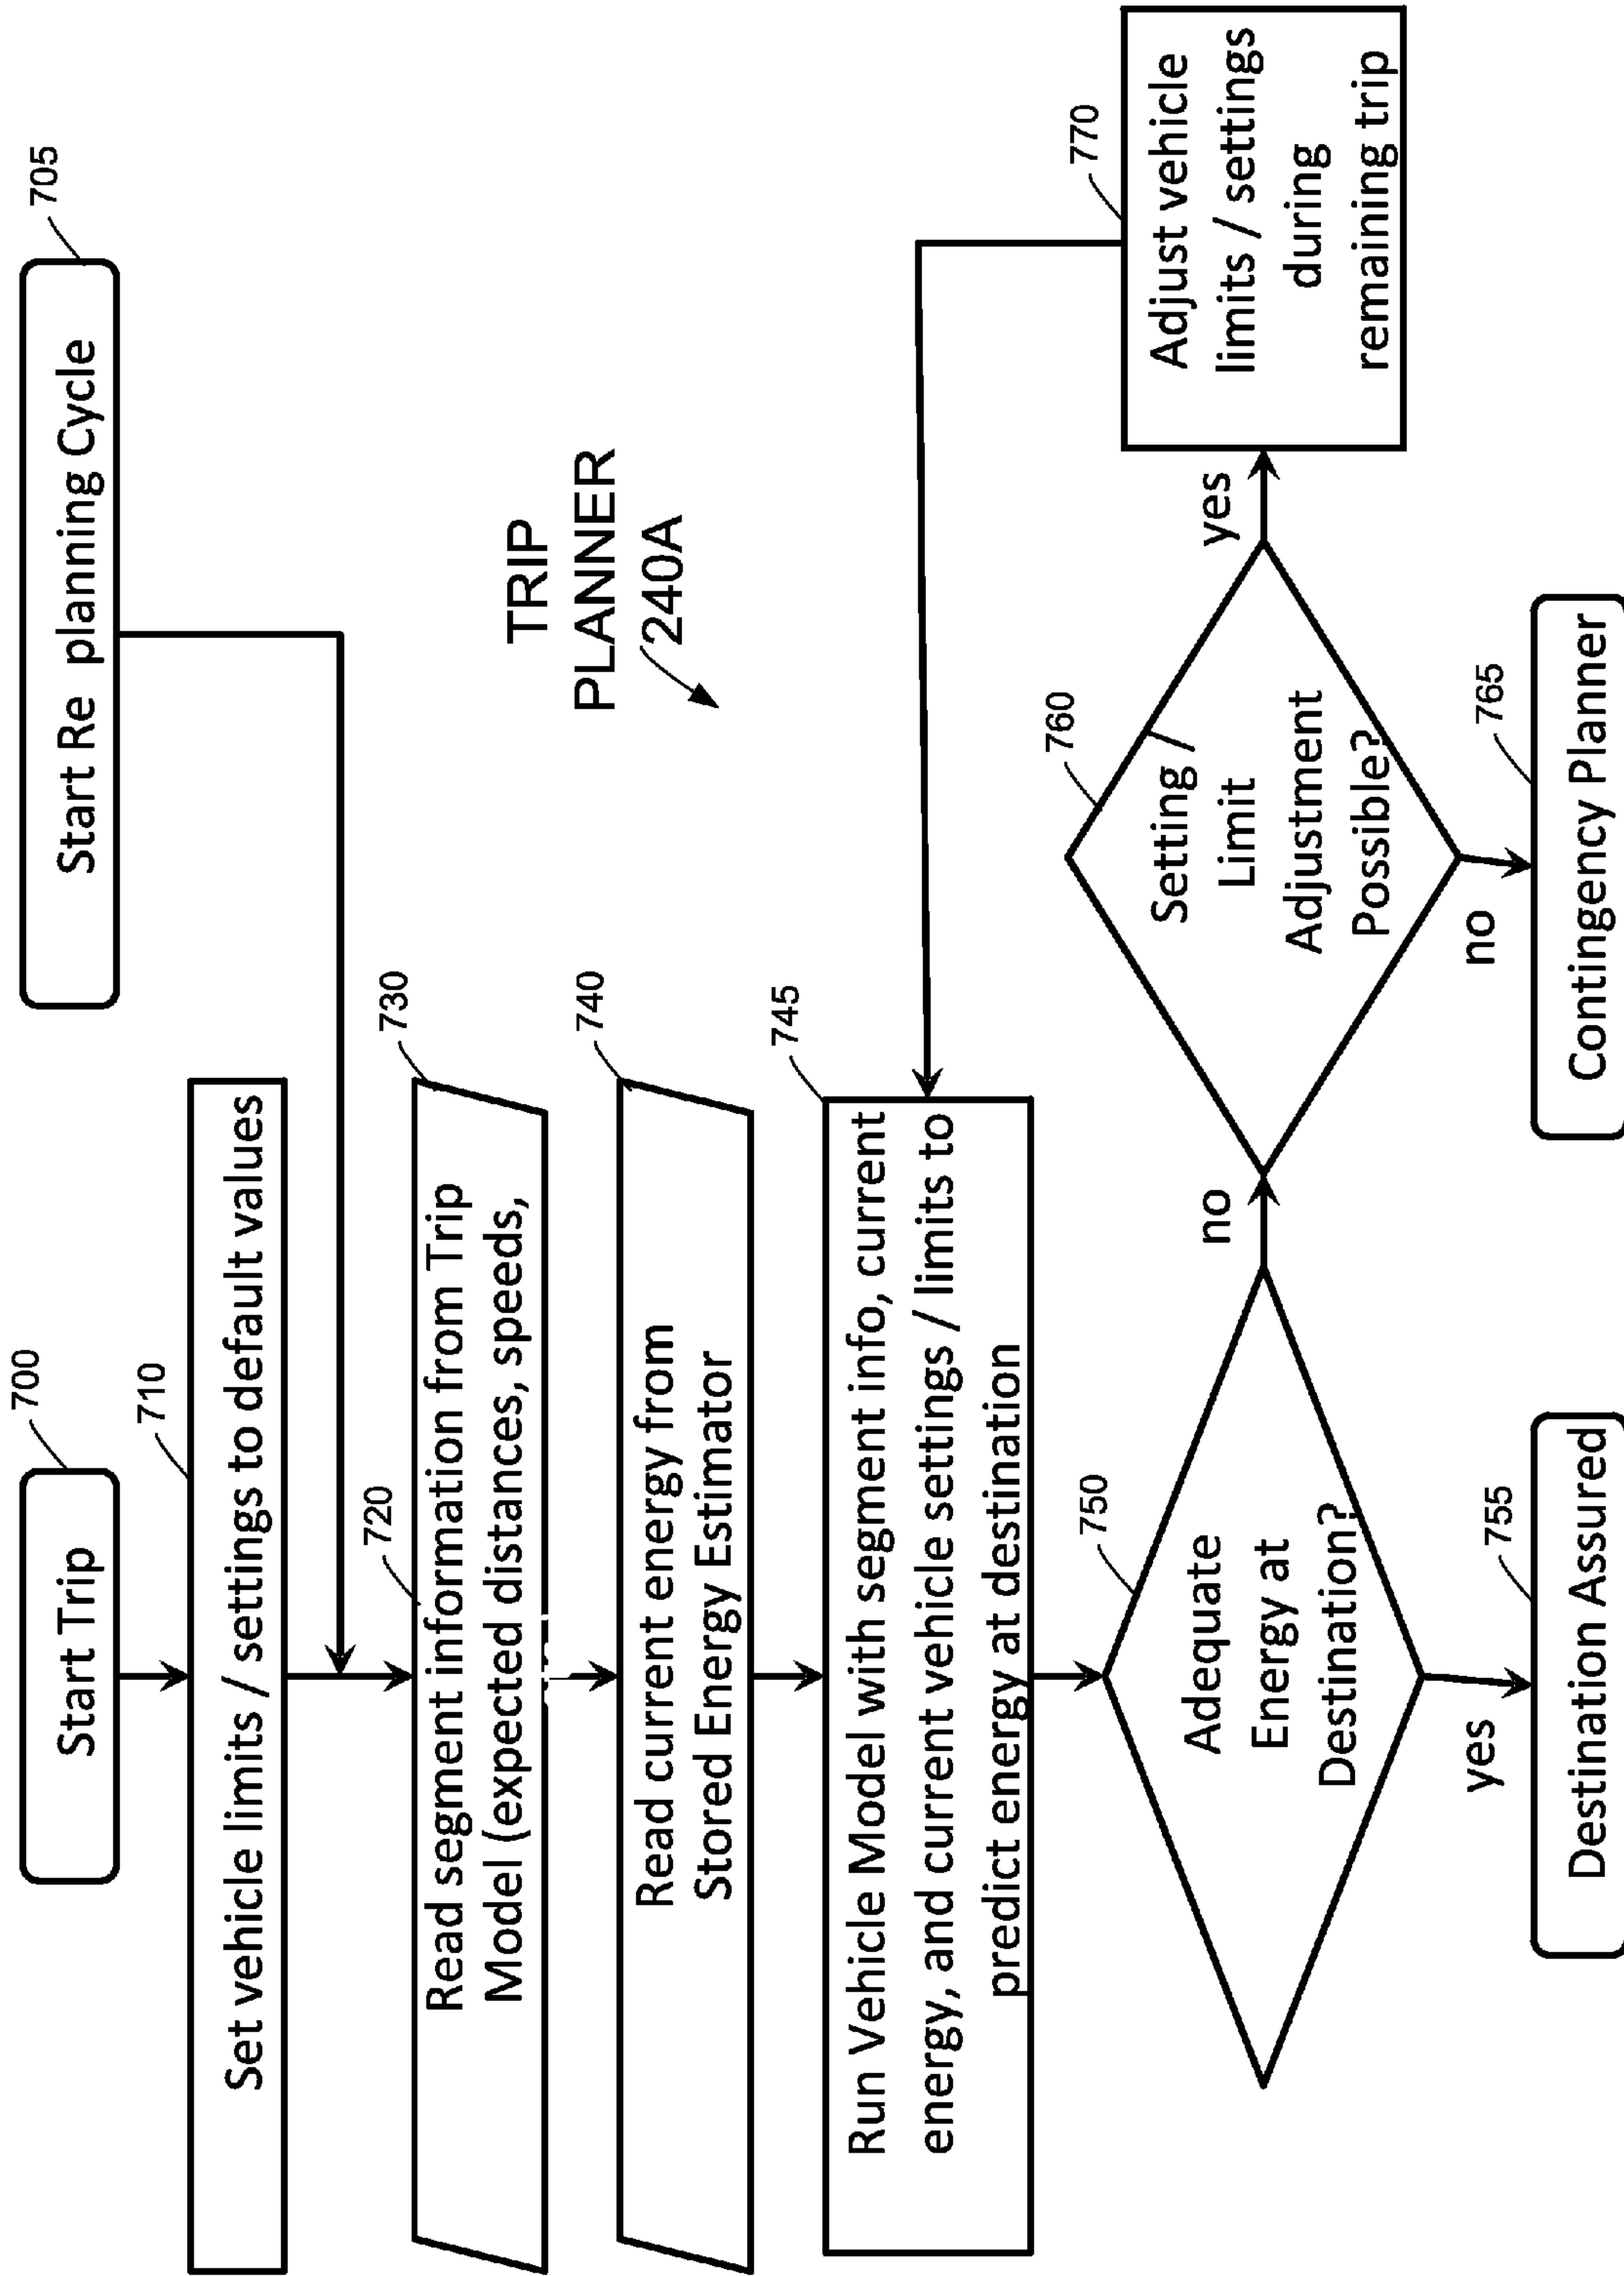 700
Start Trip
705
Start Re planning Cycle
710
Set vehicle limits / settings to default values
720
730
Read segment information from Trip
Model (expected distances, speeds,
TRIP
PLANNER
240A
740
Read current energy from
Stored Energy Estimator
745
Run Vehicle Model with segment info, current
energy, and current vehicle settings / limits to
predict energy at destination
750
Adequate
Energy at
Destination?
no
760
Setting /
Limit
Adjustment
Possible?
yes
770
Adjust vehicle
limits / settings
during
remaining trip
yes
755
Destination Assured
no
765
Contingency Planner